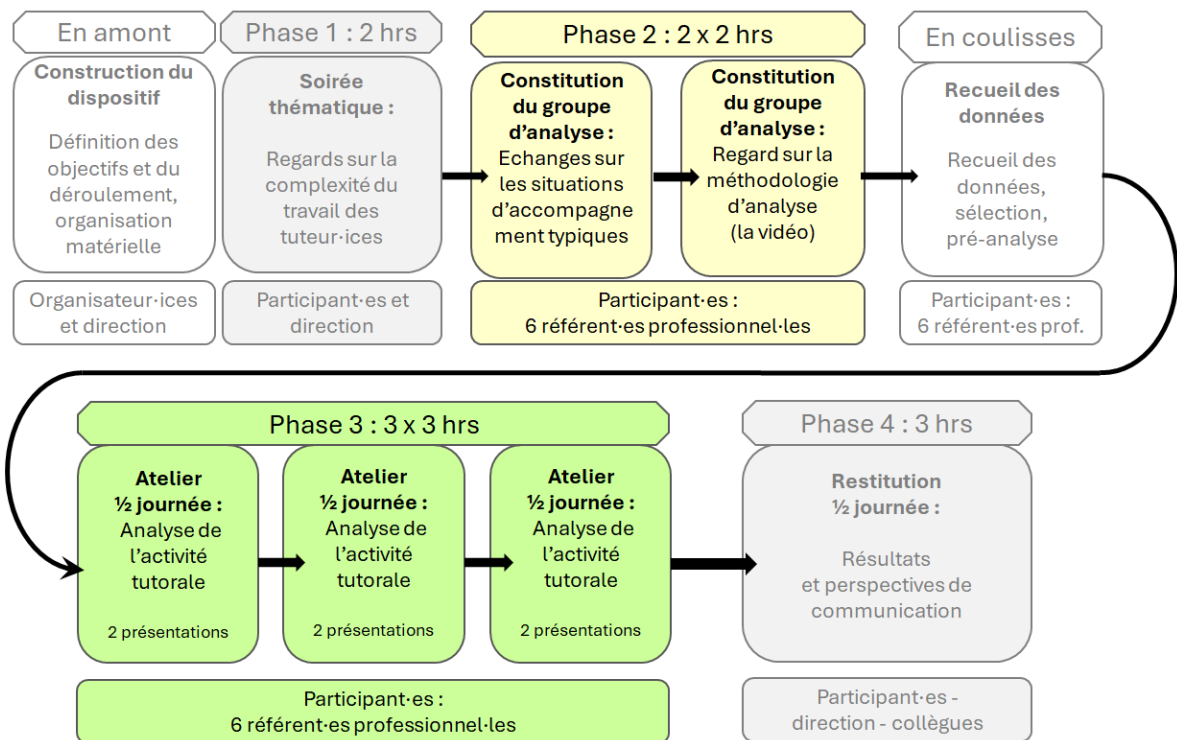 En amont
Construction du
dispositif
Définition des
objectifs et du
déroulement,
organisation
matérielle
Organisateur·ices
et direction
Phase 1 : 2 hrs
Soirée
thématique :
Regards sur la
complexité du
travail des
tuteur·ices
Participant·es et
direction
Phase 2 : 2 x 2 hrs
Constitution
du groupe
d'analyse :
Echanges sur
les situations
d'accompagne
ment typiques
Constitution
du groupe
d'analyse :
Regard sur la
méthodologie
d'analyse
(la vidéo)
Participant·es :
6 référent·es professionnel·les
En coulisses
Recueil des
données
Recueil des
données,
sélection,
pré-analyse
Participant·es :
6 référent·es prof.
Phase 3 : 3 x 3 hrs
Atelier
½ journée :
Analyse de
l'activité
tutorale
2 présentations
Atelier
½ journée :
Analyse de
l'activité
tutorale
2 présentations
Atelier
½ journée :
Analyse de
l'activité
tutorale
2 présentations
Participant·es :
6 référent·es professionnel·les
Phase 4 : 3 hrs
Restitution
½ journée :
Résultats
et perspectives de
communication
Participant·es -
direction - collègues